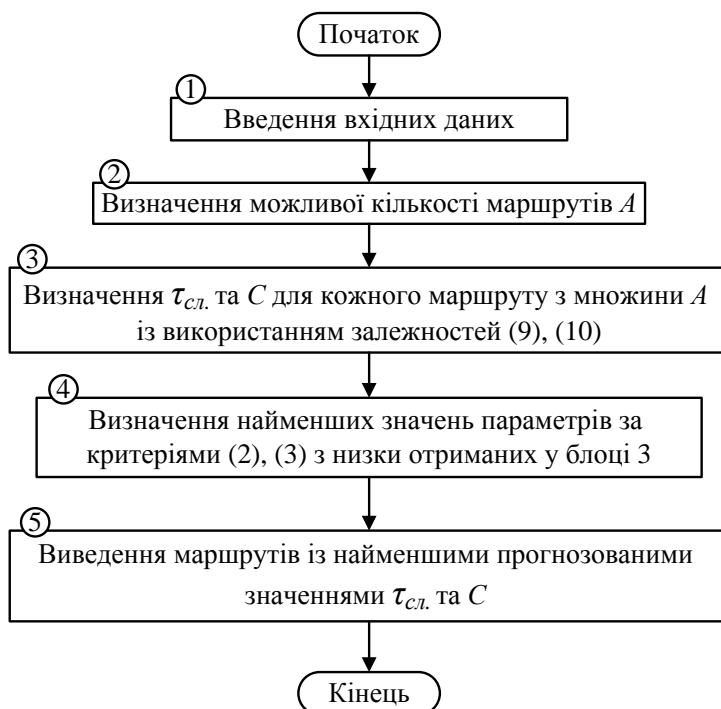 Початок
1
Введення вхідних даних
2
Визначення можливої кількості маршрутів A
3
Визначення τсл. та C для кожного маршруту з множини A
із використанням залежностей (9), (10)
4
Визначення найменших значень параметрів за
критеріями (2), (3) з низки отриманих у блоці 3
5
Виведення маршрутів із найменшими прогнозованими
значеннями τсл. та C
Кінець